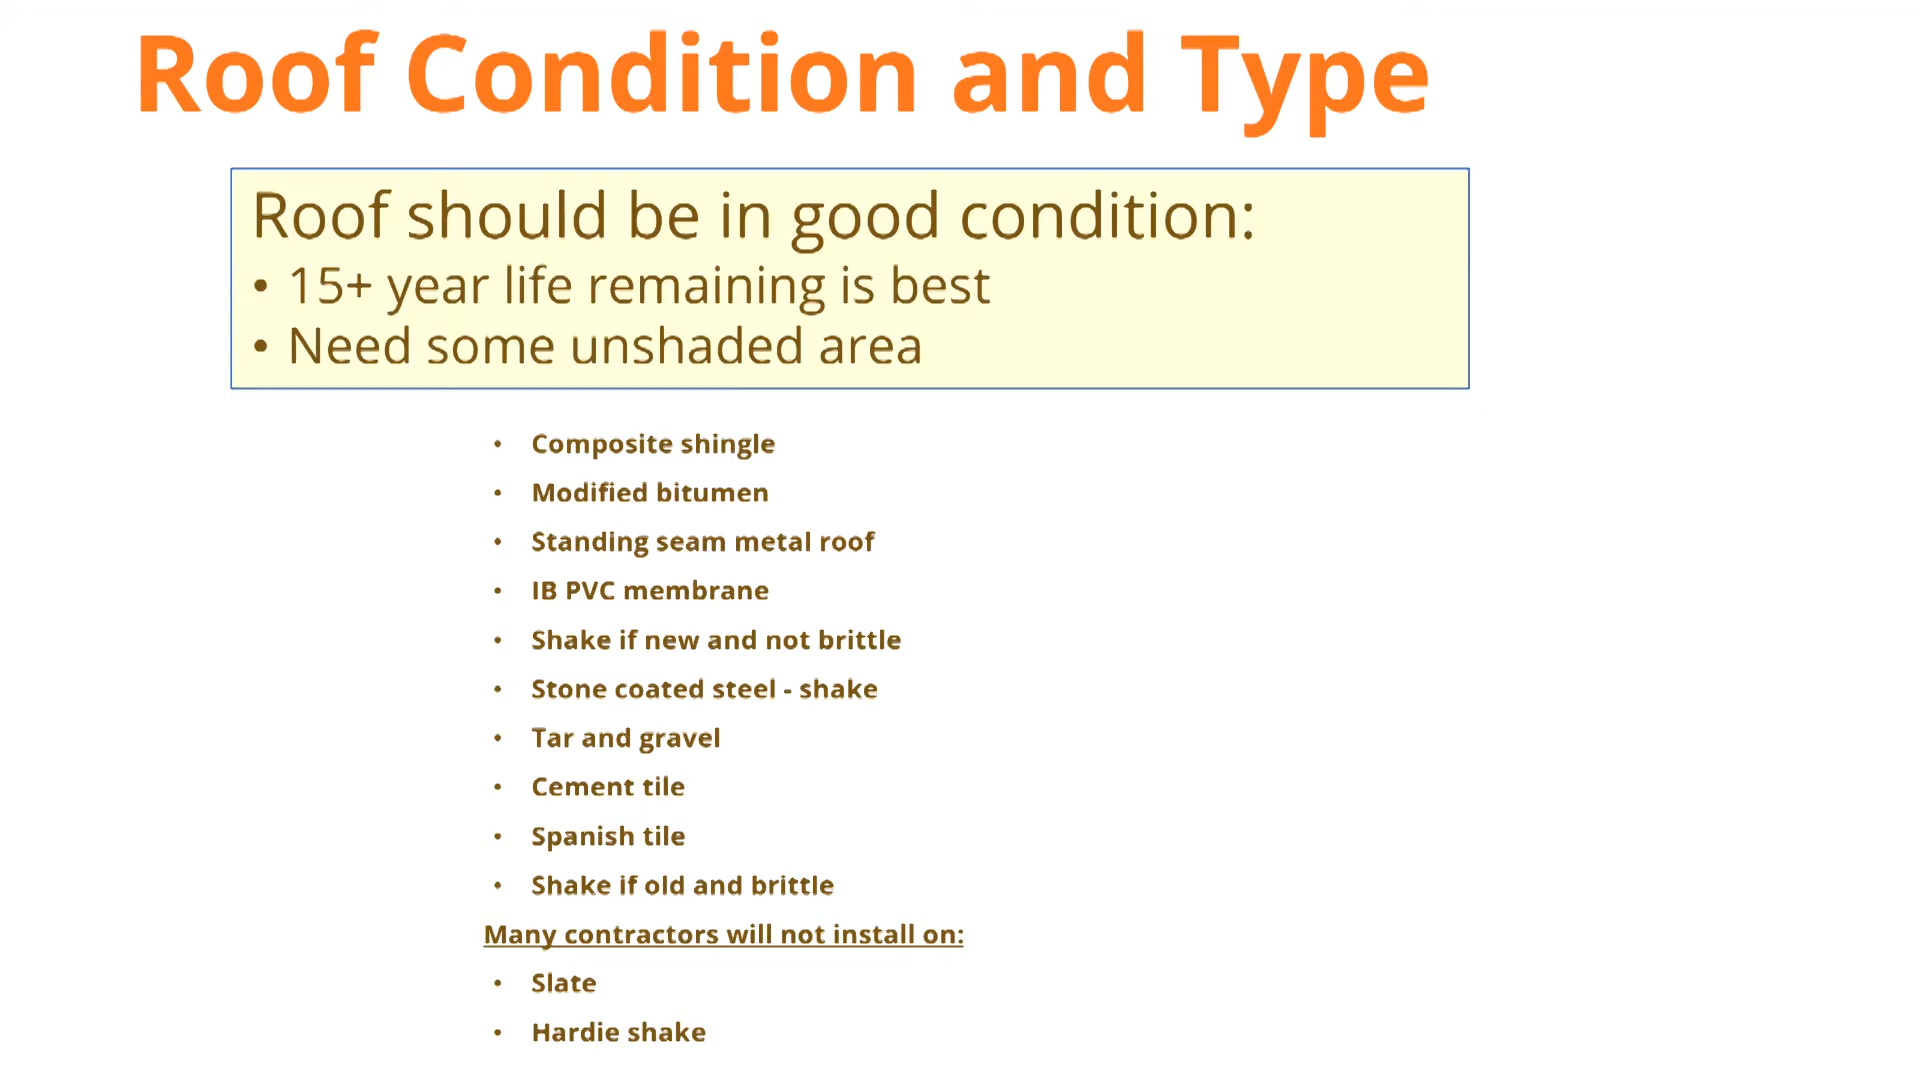 Roof Condition and Type
Roof should be in good condition:
• 15+ year life remaining is best
• Need some unshaded area
• Composite shingle
• Modified bitumen
• Standing seam metal roof
• IB PVC membrane
• Shake if new and not brittle
• Stone coated steel - shake
• Tar and gravel
• Cement tile
• Spanish tile
• Shake if old and brittle
Many contractors will not install on:
• Slate
• Hardie shake